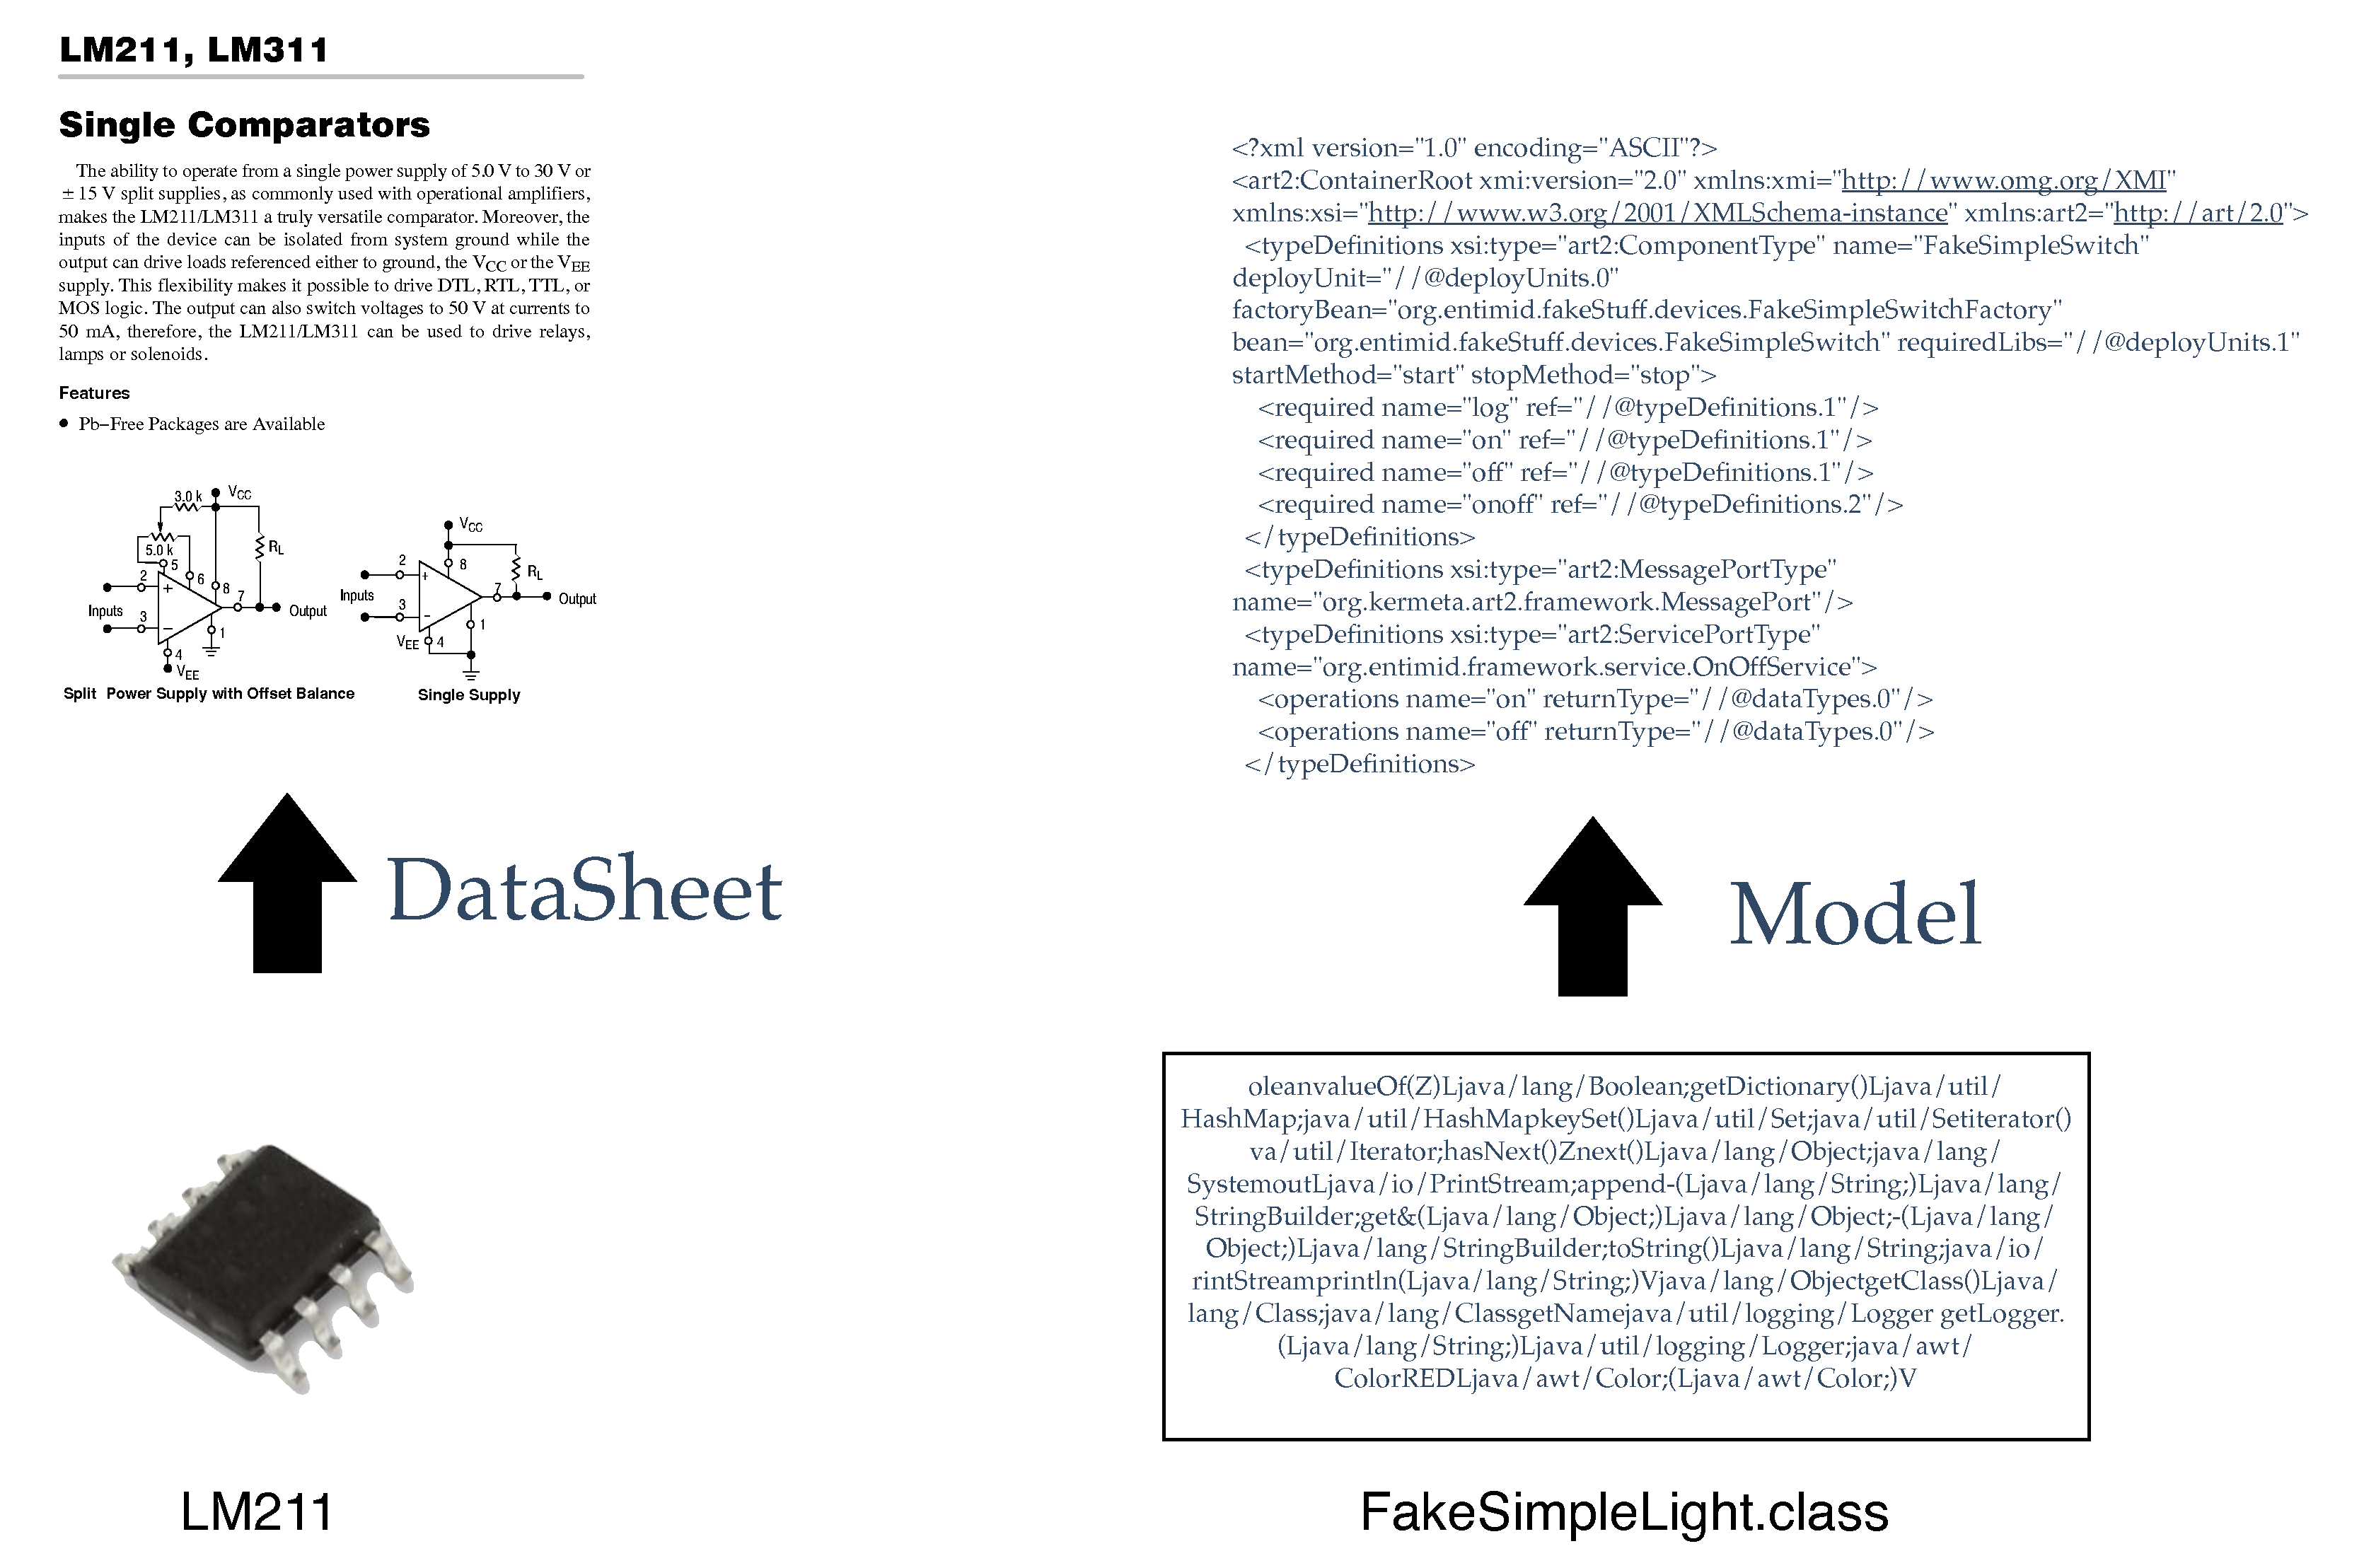 LM211, LM311
Single Comparators
The ability to operate from a single power supply of 5.0 V to 30 V or
± 15 V split supplies, as commonly used with operational amplifiers,
makes the LM211/LM311 a truly versatile comparator. Moreover, the
inputs of the device can be isolated from system ground while the
output can drive loads referenced either to ground, the VCC or the VEE
supply. This flexibility makes it possible to drive DTL, RTL, TTL, or
MOS logic. The output can also switch voltages to 50 V at currents to
50 mA, therefore, the LM211/LM311 can be used to drive relays,
lamps or solenoids.
Features
• Pb–Free Packages are Available
3.0 k
VCC
5.0 k
RL
5
2
6
8
+
7
Inputs
Output
3
–
1
4
VEE
Split Power Supply with Offset Balance
VCC
2
8
RL
+
7
Inputs
Output
3
–
1
VEE
4
Single Supply
DataSheet
LM211
<?xml version="1.0" encoding="ASCII"?>
<art2:ContainerRoot xmi:version="2.0" xmlns:xmi="http://www.omg.org/XMI"
xmlns:xsi="http://www.w3.org/2001/XMLSchema-instance" xmlns:art2="http://art/2.0">
<typeDefinitions xsi:type="art2:ComponentType" name="FakeSimpleSwitch"
deployUnit="//@deployUnits.0"
factoryBean="org.entimid.fakeStuff.devices.FakeSimpleSwitchFactory"
bean="org.entimid.fakeStuff.devices.FakeSimpleSwitch" requiredLibs="//@deployUnits.1"
startMethod="start" stopMethod="stop">
<required name="log" ref="//@typeDefinitions.1"/>
<required name="on" ref="//@typeDefinitions.1"/>
<required name="off" ref="//@typeDefinitions.1"/>
<required name="onoff" ref="//@typeDefinitions.2"/>
</typeDefinitions>
<typeDefinitions xsi:type="art2:MessagePortType"
name="org.kermeta.art2.framework.MessagePort"/>
<typeDefinitions xsi:type="art2:ServicePortType"
name="org.entimid.framework.service.OnOffService">
<operations name="on" returnType="//@dataTypes.0"/>
<operations name="off" returnType="//@dataTypes.0"/>
</typeDefinitions>
Model
oleanvalueOf(Z)Ljava/lang/Boolean;getDictionary()Ljava/util/
HashMap;java/util/HashMapkeySet()Ljava/util/Set;java/util/Setiterator()
va/util/Iterator;hasNext()Znext()Ljava/lang/Object;java/lang/
SystemoutLjava/io/PrintStream;append-(Ljava/lang/String;)Ljava/lang/
StringBuilder;get&(Ljava/lang/Object;)Ljava/lang/Object;-(Ljava/lang/
Object;)Ljava/lang/StringBuilder;toString()Ljava/lang/String;java/io/
rintStreamprintln(Ljava/lang/String;)Vjava/lang/ObjectgetClass()Ljava/
lang/Class;java/lang/ClassgetNamejava/util/logging/Logger getLogger.
(Ljava/lang/String;)Ljava/util/logging/Logger;java/awt/
ColorREDLjava/awt/Color;(Ljava/awt/Color;)V
FakeSimpleLight.class